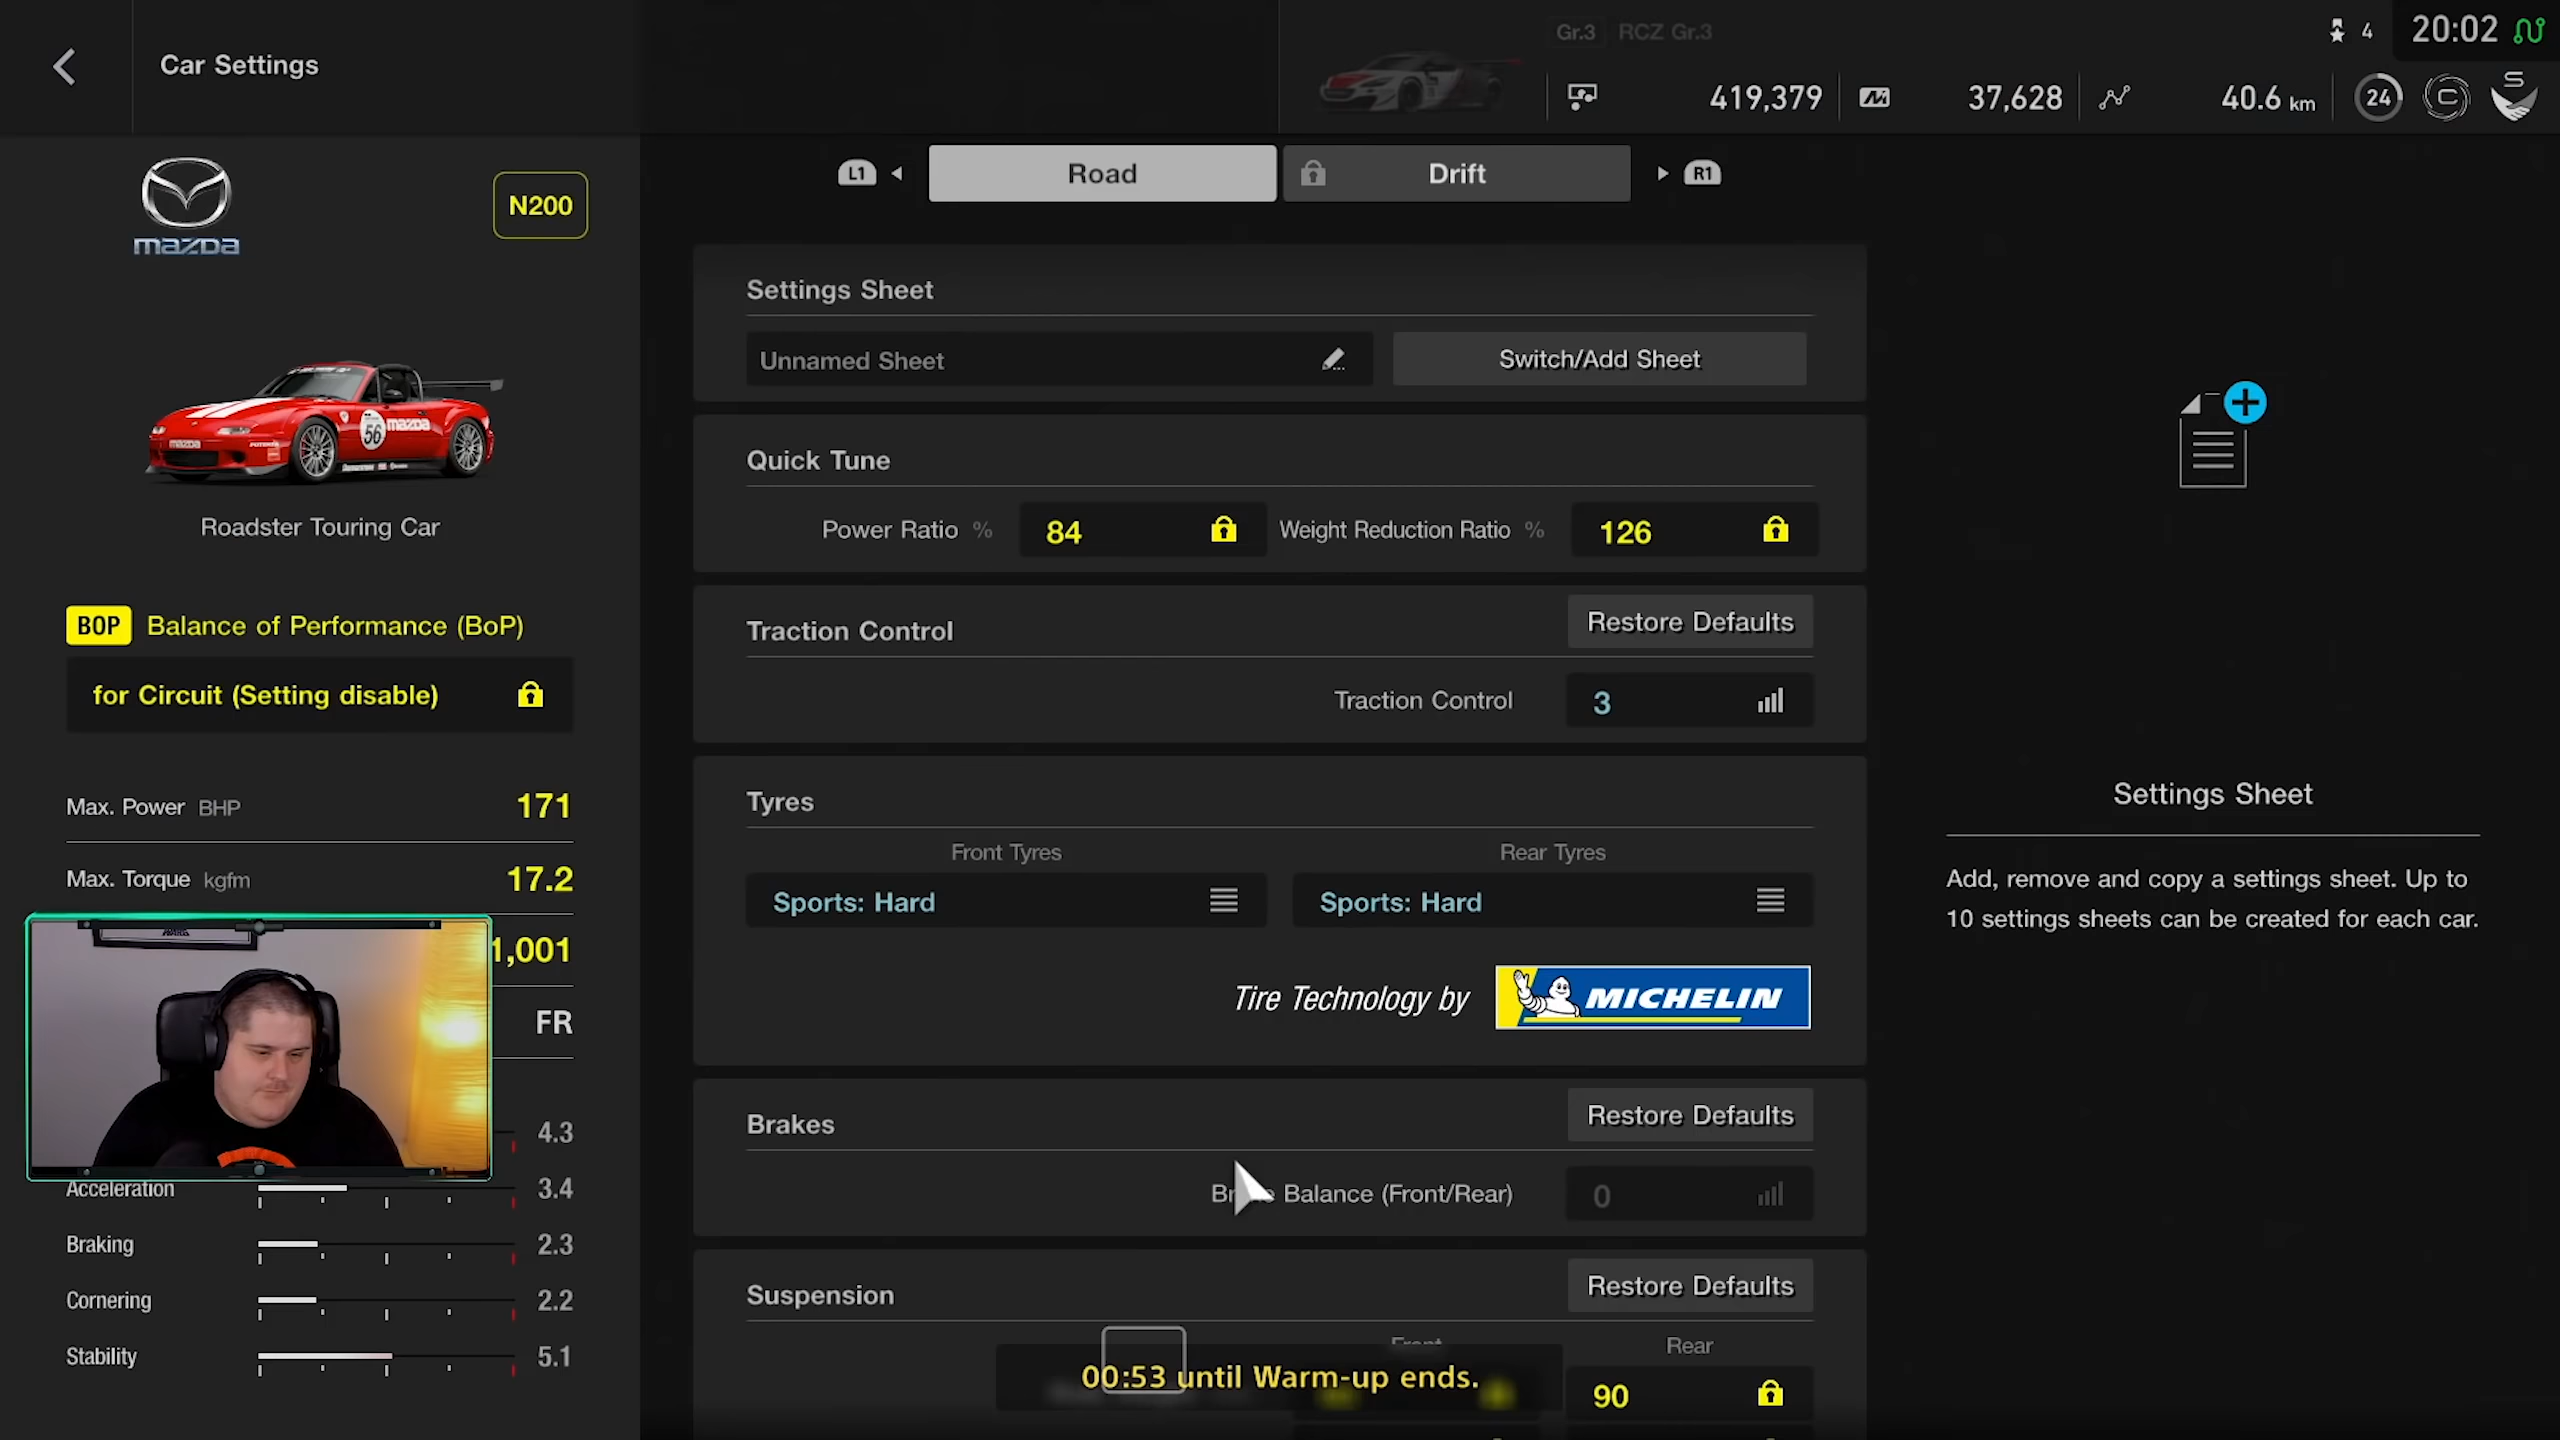 Car Settings
Gr.3 RCZ Gr.3
4 20:02
419,379 37,628 40.6 km 24 C S
mazda
N200
mazda 56
Roadster Touring Car
BOP Balance of Performance (BoP)
for Circuit (Setting disable)
Max. Power BHP 171
Max. Torque kgfm 17.2
1,001
FR
4.3
Acceleration 3.4
Braking 2.3
Cornering 2.2
Stability 5.1
L1 Road Drift R1
Settings Sheet
Unnamed Sheet Switch/Add Sheet
Quick Tune
Power Ratio % 84 Weight Reduction Ratio % 126
Traction Control Restore Defaults
Traction Control 3
Tyres
Front Tyres Rear Tyres
Sports: Hard Sports: Hard
Tire Technology by MICHELIN
Brakes Restore Defaults
Balance (Front/Rear) 0
Suspension Restore Defaults
Front Rear
00:53 until Warm-up ends.
90
Settings Sheet
Add, remove and copy a settings sheet. Up to
10 settings sheets can be created for each car.